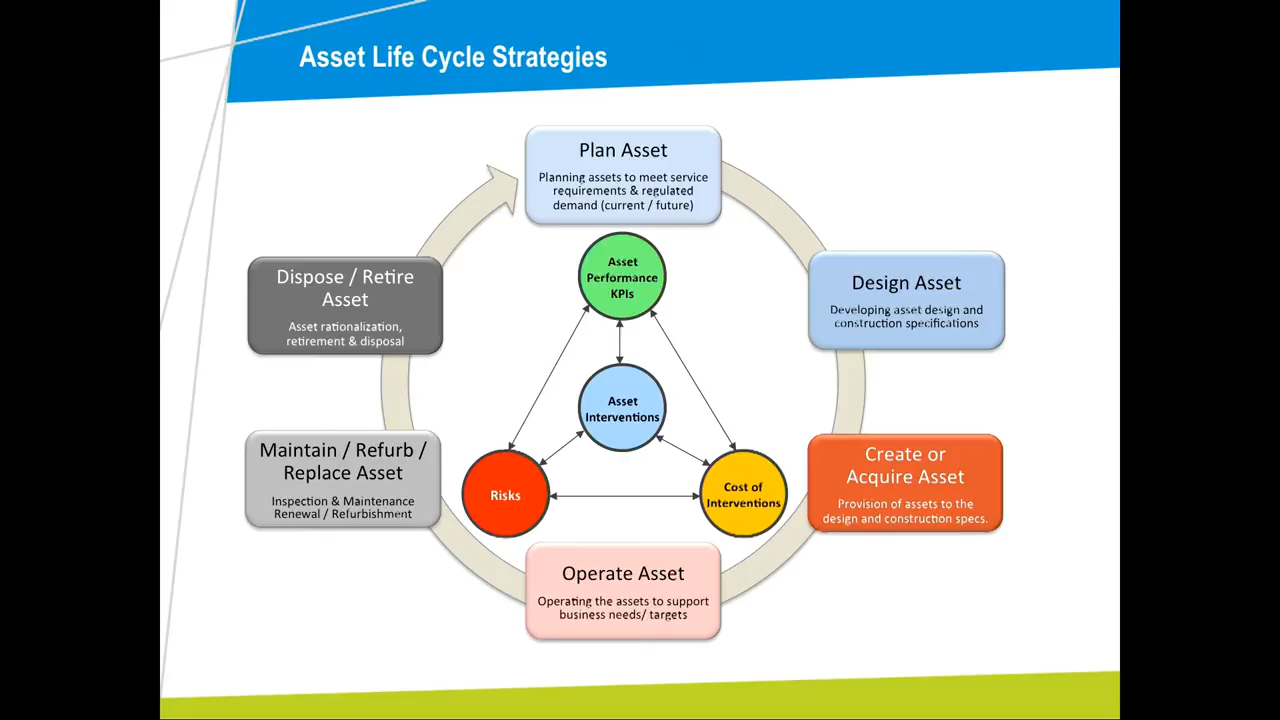 Asset Life Cycle Strategies
Plan Asset
Planning assets to meet service
requirements & regulated
demand (current / future)
Design Asset
Developing asset design and
construction specifications
Create or
Acquire Asset
Provision of assets to the
design and construction specs.
Operate Asset
Operating the assets to support
business needs/ targets
Maintain / Refurb /
Replace Asset
Inspection & Maintenance
Renewal / Refurbishment
Dispose / Retire
Asset
Asset rationalization,
retirement & disposal
Asset
Performance
KPIs
Asset
Interventions
Risks
Cost of
Interventions